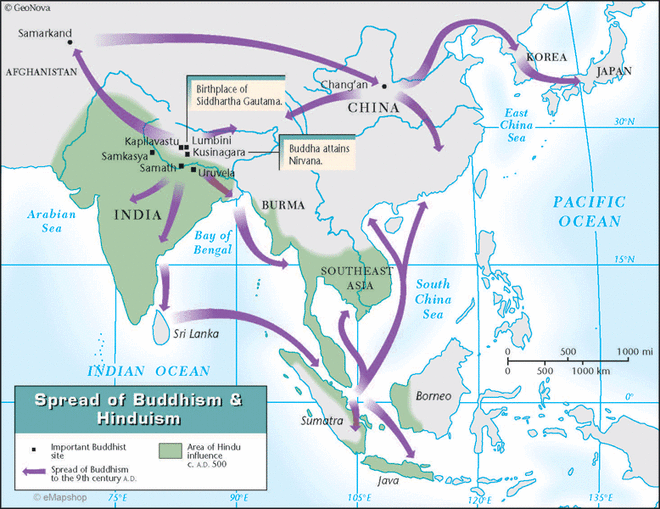 © GeoNova
Samarkand
AFGHANISTAN
Birthplace of
Siddhartha Gautama.
Chang'an
CHINA
KOREA
JAPAN
East
China
Sea
30°N
Kapilavastu
Lumbini
Kusinagara
Buddha attains
Nirvana.
Samkasya
Samath
Uruvela
BURMA
INDIA
Arabian
Sea
Bay of
Bengal
PACIFIC
OCEAN
15°N
SOUTHEAST
ASIA
South
China
Sea
Sri Lanka
0 500 1000 mi
0 500 1000 km
INDIAN OCEAN
Borneo
Sumatra
0°
Java
Spread of Buddhism &
Hinduism
Important Buddhist
site
Spread of Buddhism
to the 9th century A.D.
Area of Hindu
influence
c. A.D. 500
© eMapshop
75°E
90°E
105°E
120°E
135°E